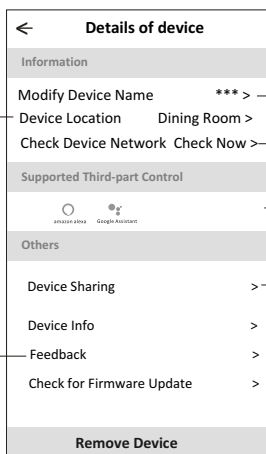 Details of device
Information
Modify Device Name *** >
Device Location Dining Room >
Check Device Network Check Now >
Supported Third-part Control
amazon alexa Google Assistant
Others
Device Sharing >
Device Info >
Feedback >
Check for Firmware Update >
Remove Device